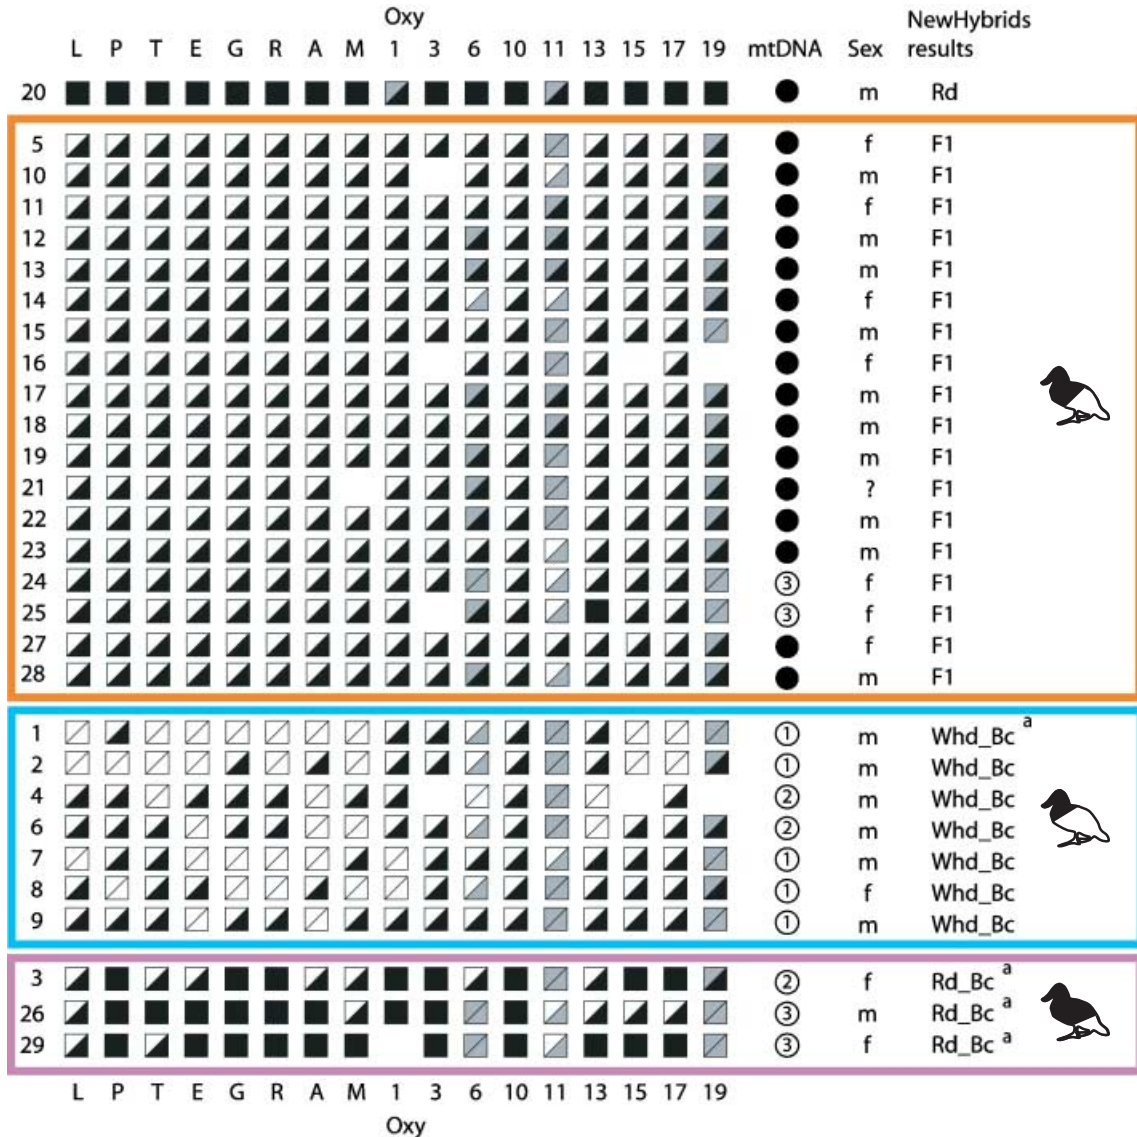 Oxy NewHybrids
L P T E G R A M 1 3 6 10 11 13 15 17 19 mtDNA Sex results
20 m Rd
5 f F1
10 m F1
11 f F1
12 m F1
13 m F1
14 f F1
15 m F1
16 f F1
17 m F1
18 m F1
19 m F1
21 ? F1
22 m F1
23 m F1
24 3 f F1
25 3 f F1
27 f F1
28 m F1
1 1 m Whd_Bc a
2 1 m Whd_Bc
4 2 m Whd_Bc
6 2 m Whd_Bc
7 1 m Whd_Bc
8 1 f Whd_Bc
9 1 m Whd_Bc
3 2 f Rd_Bc a
26 3 m Rd_Bc a
29 3 f Rd_Bc a
L P T E G R A M 1 3 6 10 11 13 15 17 19
Oxy